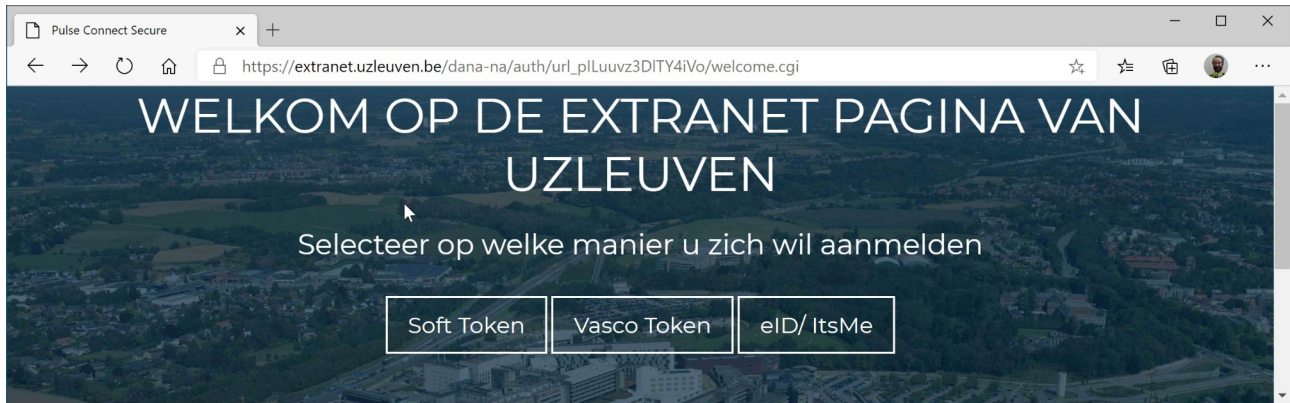 Pulse Connect Secure
https://extranet.uzleuven.be/dana-na/auth/url_pILuuvz3DlTY4iVo/welcome.cgi
WELKOM OP DE EXTRANET PAGINA VAN
UZLEUVEN
Selecteer op welke manier u zich wil aanmelden
Soft Token
Vasco Token
eID/ ItsMe